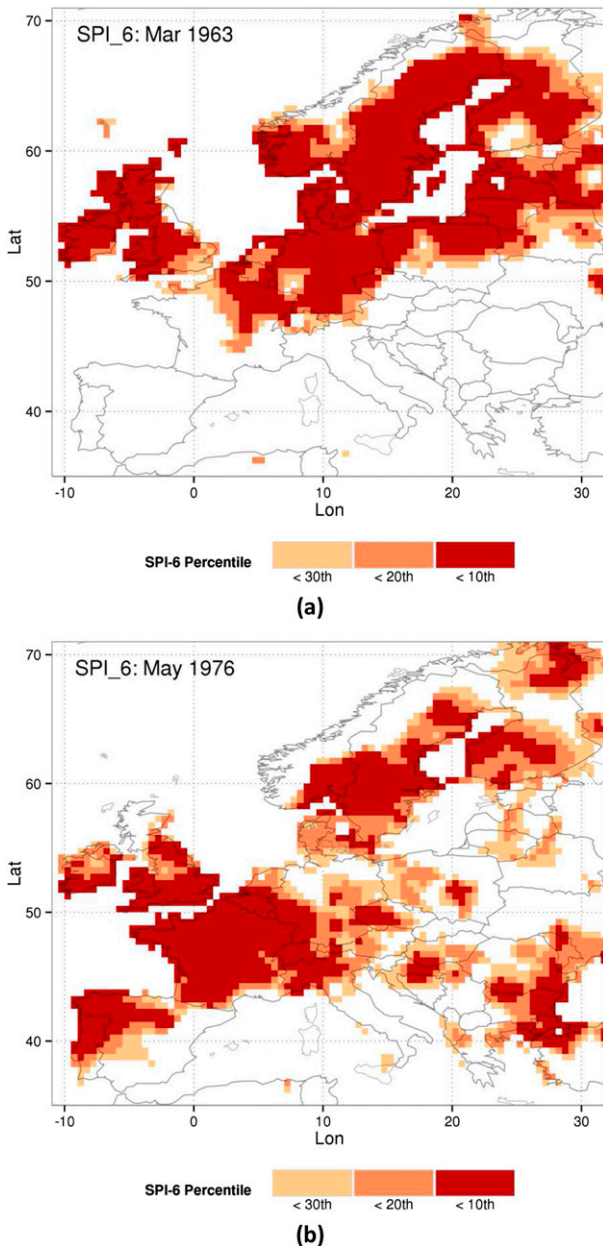 SPI_6: Mar 1963
70
60
50
40
Lat
-10 0 10 20 30
Lon
SPI-6 Percentile
< 30th < 20th < 10th
(a)
SPI_6: May 1976
70
60
50
40
Lat
-10 0 10 20 30
Lon
SPI-6 Percentile
< 30th < 20th < 10th
(b)